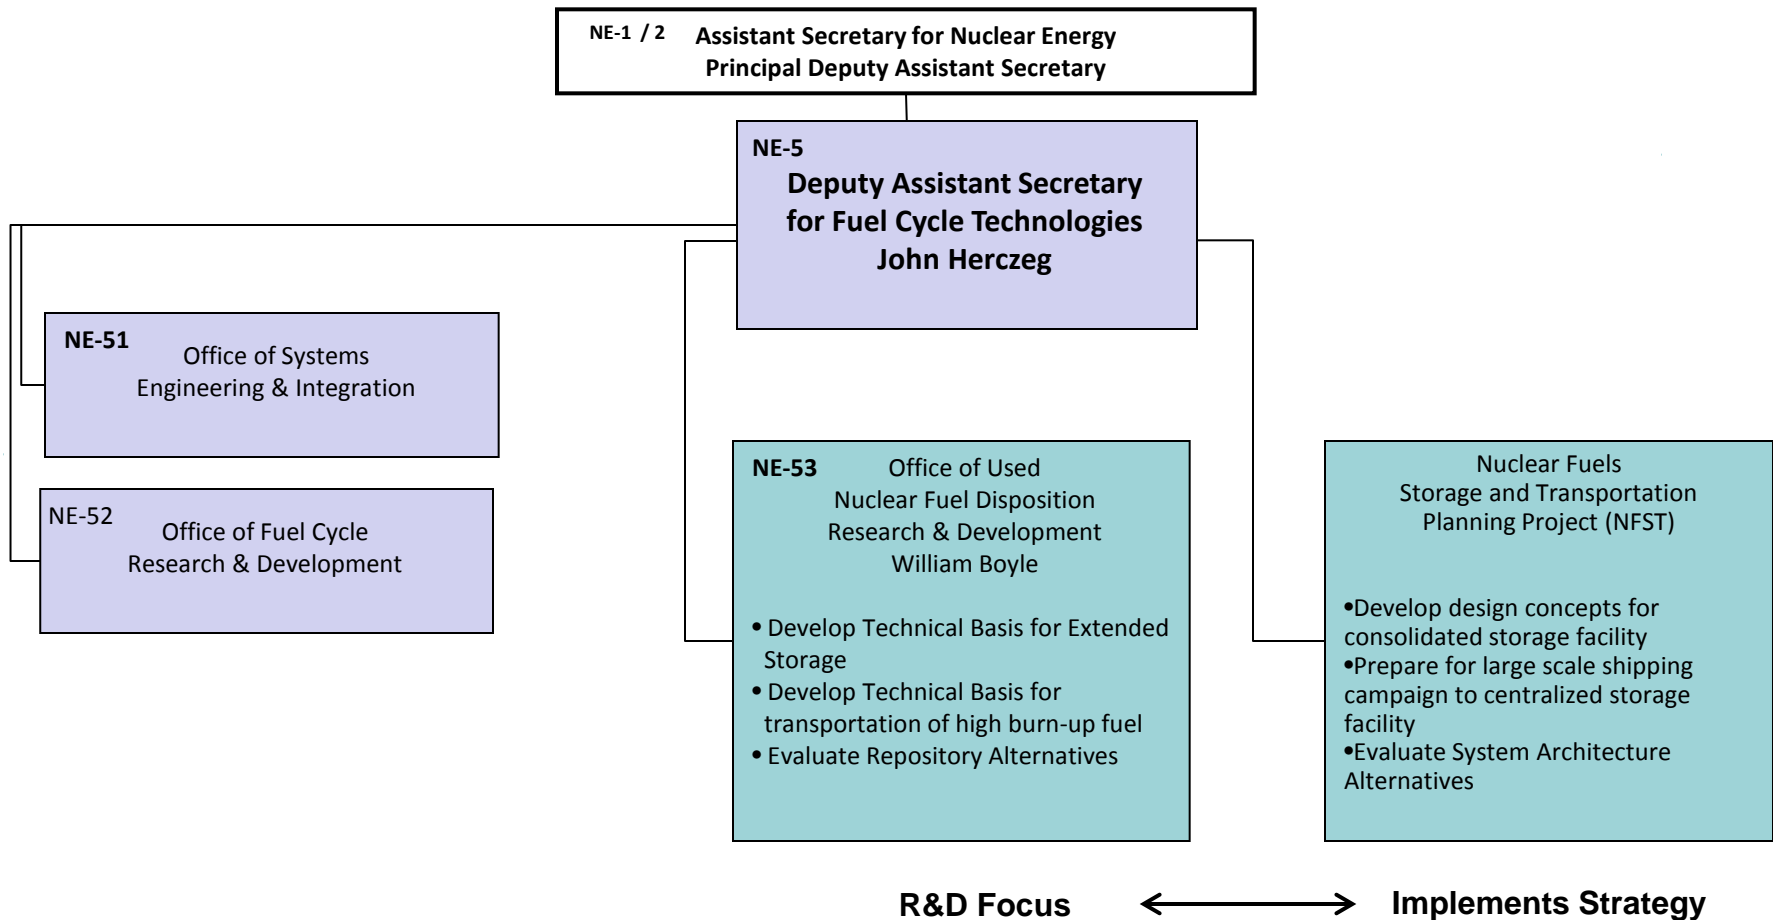 NE-1 / 2 Assistant Secretary for Nuclear Energy
Principal Deputy Assistant Secretary
NE-5
Deputy Assistant Secretary
for Fuel Cycle Technologies
John Herczeg
NE-51
Office of Systems
Engineering & Integration
NE-52
Office of Fuel Cycle
Research & Development
NE-53 Office of Used
Nuclear Fuel Disposition
Research & Development
William Boyle
• Develop Technical Basis for Extended
Storage
• Develop Technical Basis for
transportation of high burn-up fuel
• Evaluate Repository Alternatives
Nuclear Fuels
Storage and Transportation
Planning Project (NFST)
•Develop design concepts for
consolidated storage facility
•Prepare for large scale shipping
campaign to centralized storage
facility
•Evaluate System Architecture
Alternatives
R&D Focus
Implements Strategy